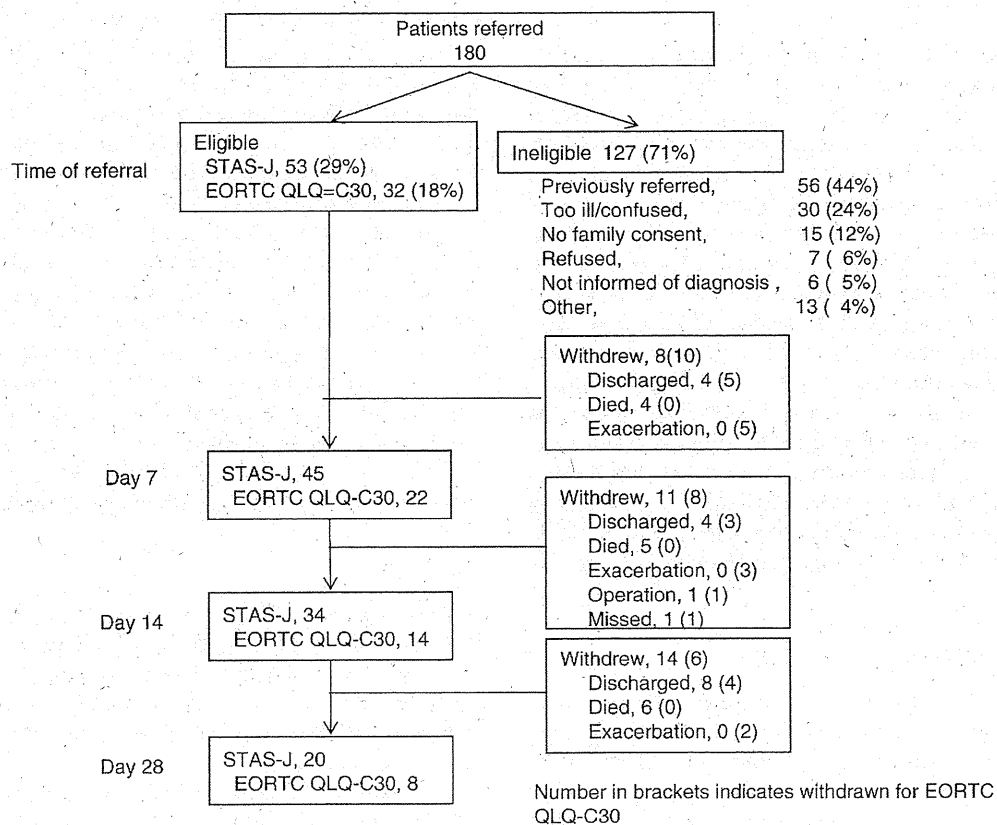 Patients referred
180
Time of referral
Eligible
STAS-J, 53 (29%)
EORTC QLQ=C30, 32 (18%)
Ineligible 127 (71%)
Previously referred, 56 (44%)
Too ill/confused, 30 (24%)
No family consent, 15 (12%)
Refused, 7 ( 6%)
Not informed of diagnosis , 6 ( 5%)
Other, 13 ( 4%)
Withdrew, 8(10)
Discharged, 4 (5)
Died, 4 (0)
Exacerbation, 0 (5)
Day 7
STAS-J, 45
EORTC QLQ-C30, 22
Withdrew, 11 (8)
Discharged, 4 (3)
Died, 5 (0)
Exacerbation, 0 (3)
Operation, 1 (1)
Missed, 1 (1)
Day 14
STAS-J, 34
EORTC QLQ-C30, 14
Withdrew, 14 (6)
Discharged, 8 (4)
Died, 6 (0)
Exacerbation, 0 (2)
Day 28
STAS-J, 20
EORTC QLQ-C30, 8
Number in brackets indicates withdrawn for EORTC
QLQ-C30